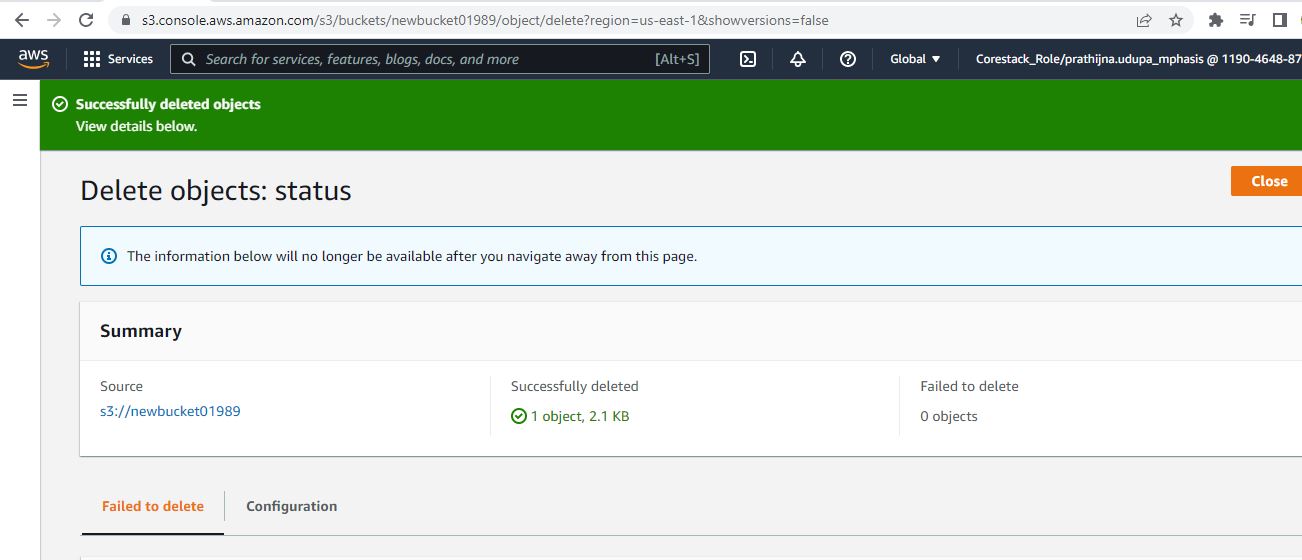 s3.console.aws.amazon.com/s3/buckets/newbucket01989/object/delete?region=us-east-1&showversions=false
aws Services Search for services, features, blogs, docs, and more [Alt+S] Global Corestack_Role/prathijna.udupa_mphasis @ 1190-4648-87
Successfully deleted objects
View details below.
Delete objects: status
Close
The information below will no longer be available after you navigate away from this page.
Summary
Source Successfully deleted Failed to delete
s3://newbucket01989 1 object, 2.1 KB 0 objects
Failed to delete Configuration